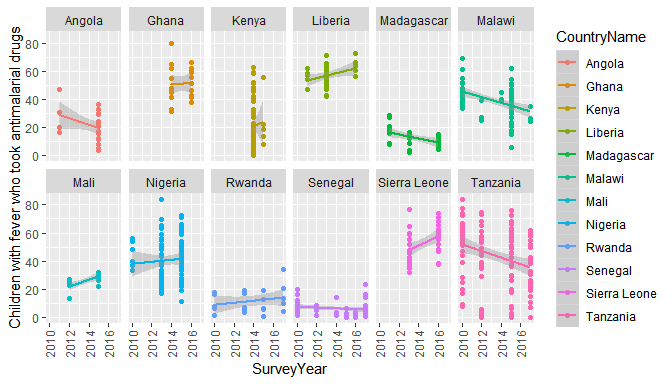 Children with fever who took antimalarial drugs
Angola Ghana Kenya Liberia Madagascar Malawi
80
60
40
20
0
Mali Nigeria Rwanda Senegal Sierra Leone Tanzania
80
60
40
20
0
2010 2012 2014 2016 2010 2012 2014 2016 2010 2012 2014 2016 2010 2012 2014 2016 2010 2012 2014 2016 2010 2012 2014 2016
SurveyYear
CountryName
Angola
Ghana
Kenya
Liberia
Madagascar
Malawi
Mali
Nigeria
Rwanda
Senegal
Sierra Leone
Tanzania